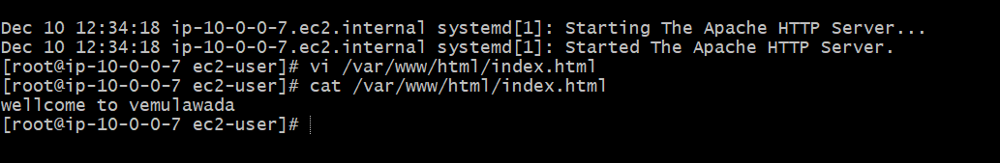 Dec 10 12:34:18 ip-10-0-0-7.ec2.internal systemd[1]: Starting The Apache HTTP Server...
Dec 10 12:34:18 ip-10-0-0-7.ec2.internal systemd[1]: Started The Apache HTTP Server.
[root@ip-10-0-0-7 ec2-user]# vi /var/www/html/index.html
[root@ip-10-0-0-7 ec2-user]# cat /var/www/html/index.html
wellcome to vemulawada
[root@ip-10-0-0-7 ec2-user]#